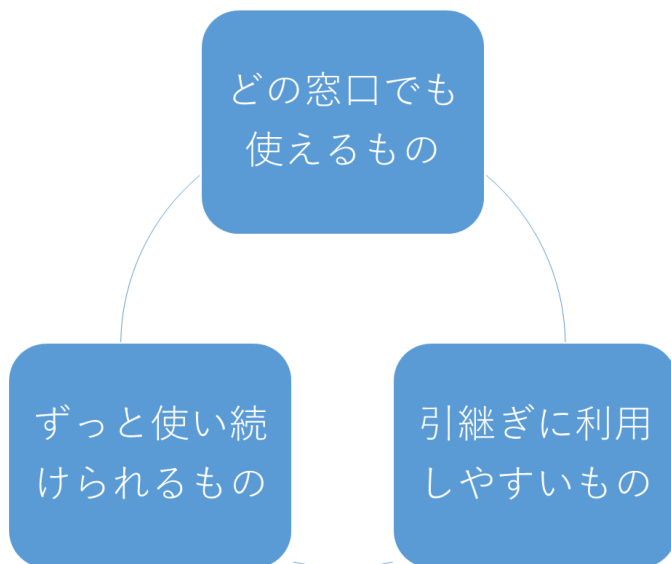 どの窓口でも
使えるもの
ずっと使い続
けられるもの
引継ぎに利用
しやすいもの